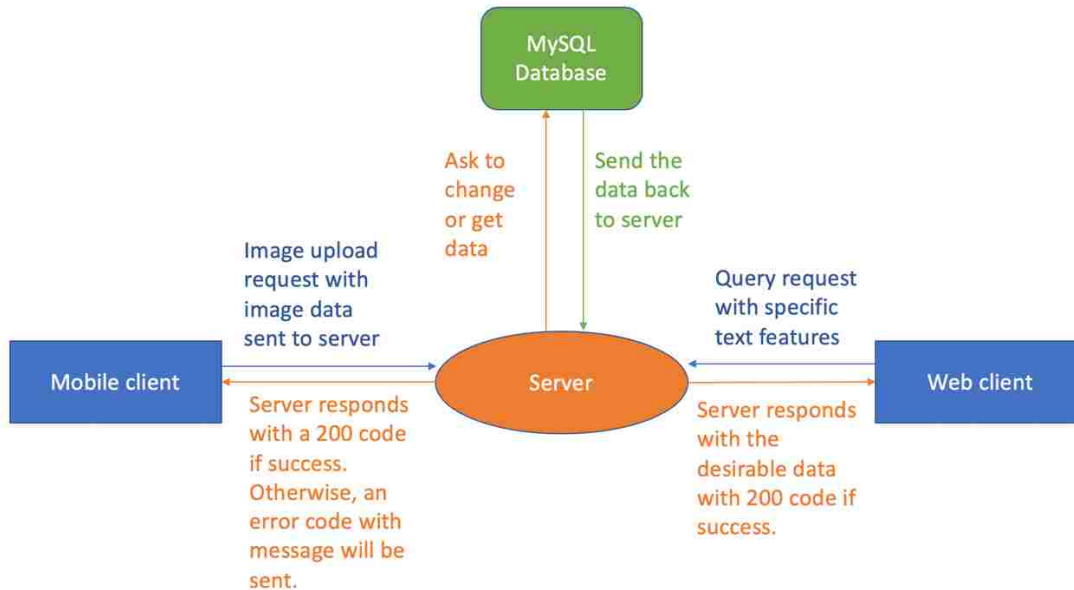 MySQL
Database
Ask to
change
or get
data
Send the
data back
to server
Image upload
request with
image data
sent to server
Query request
with specific
text features
Mobile client
Server
Web client
Server responds
with a 200 code
if success.
Otherwise, an
error code with
message will be
sent.
Server responds
with the
desirable data
with 200 code if
success.